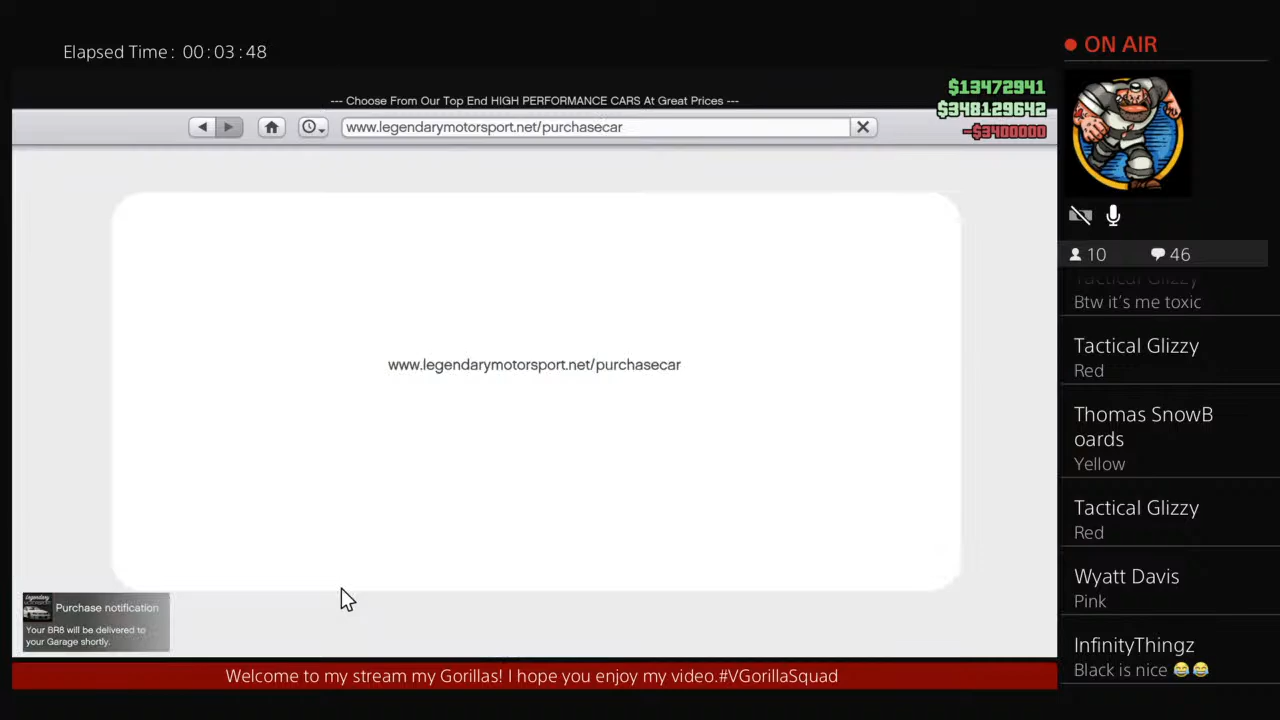 Elapsed Time: 00:03:48
ON AIR
--- Choose From Our Top End HIGH PERFORMANCE CARS At Great Prices ---
$13472941
$348129642
-$3400000
www.legendarymotorsport.net/purchasecar
www.legendarymotorsport.net/purchasecar
Purchase notification
Your BR8 will be delivered to
your Garage shortly.
Welcome to my stream my Gorillas! I hope you enjoy my video.#VGorillaSquad
10 46
Tactical Glizzy
Btw it's me toxic
Tactical Glizzy
Red
Thomas SnowB
oards
Yellow
Tactical Glizzy
Red
Wyatt Davis
Pink
InfinityThingz
Black is nice 😂😂